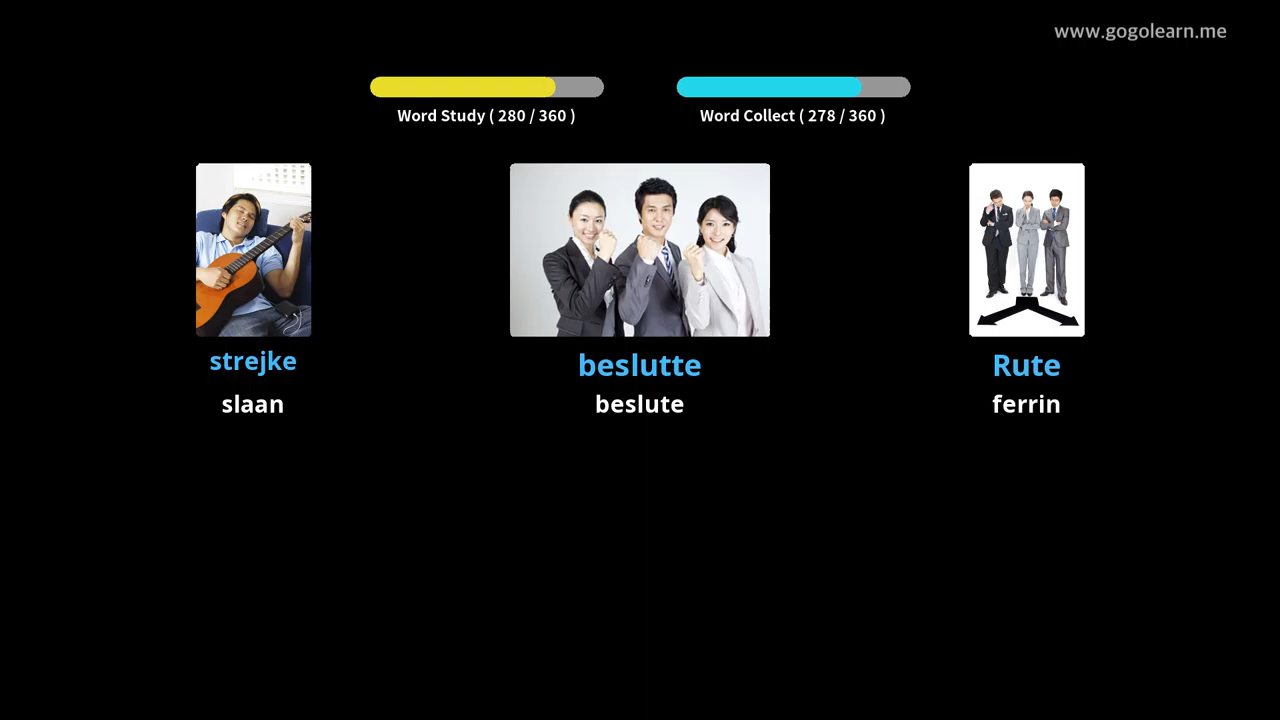 www.gogolearn.me
Word Study ( 280 / 360 )
Word Collect ( 278 / 360 )
strejke
slaan
beslutte
beslute
Rute
ferrin